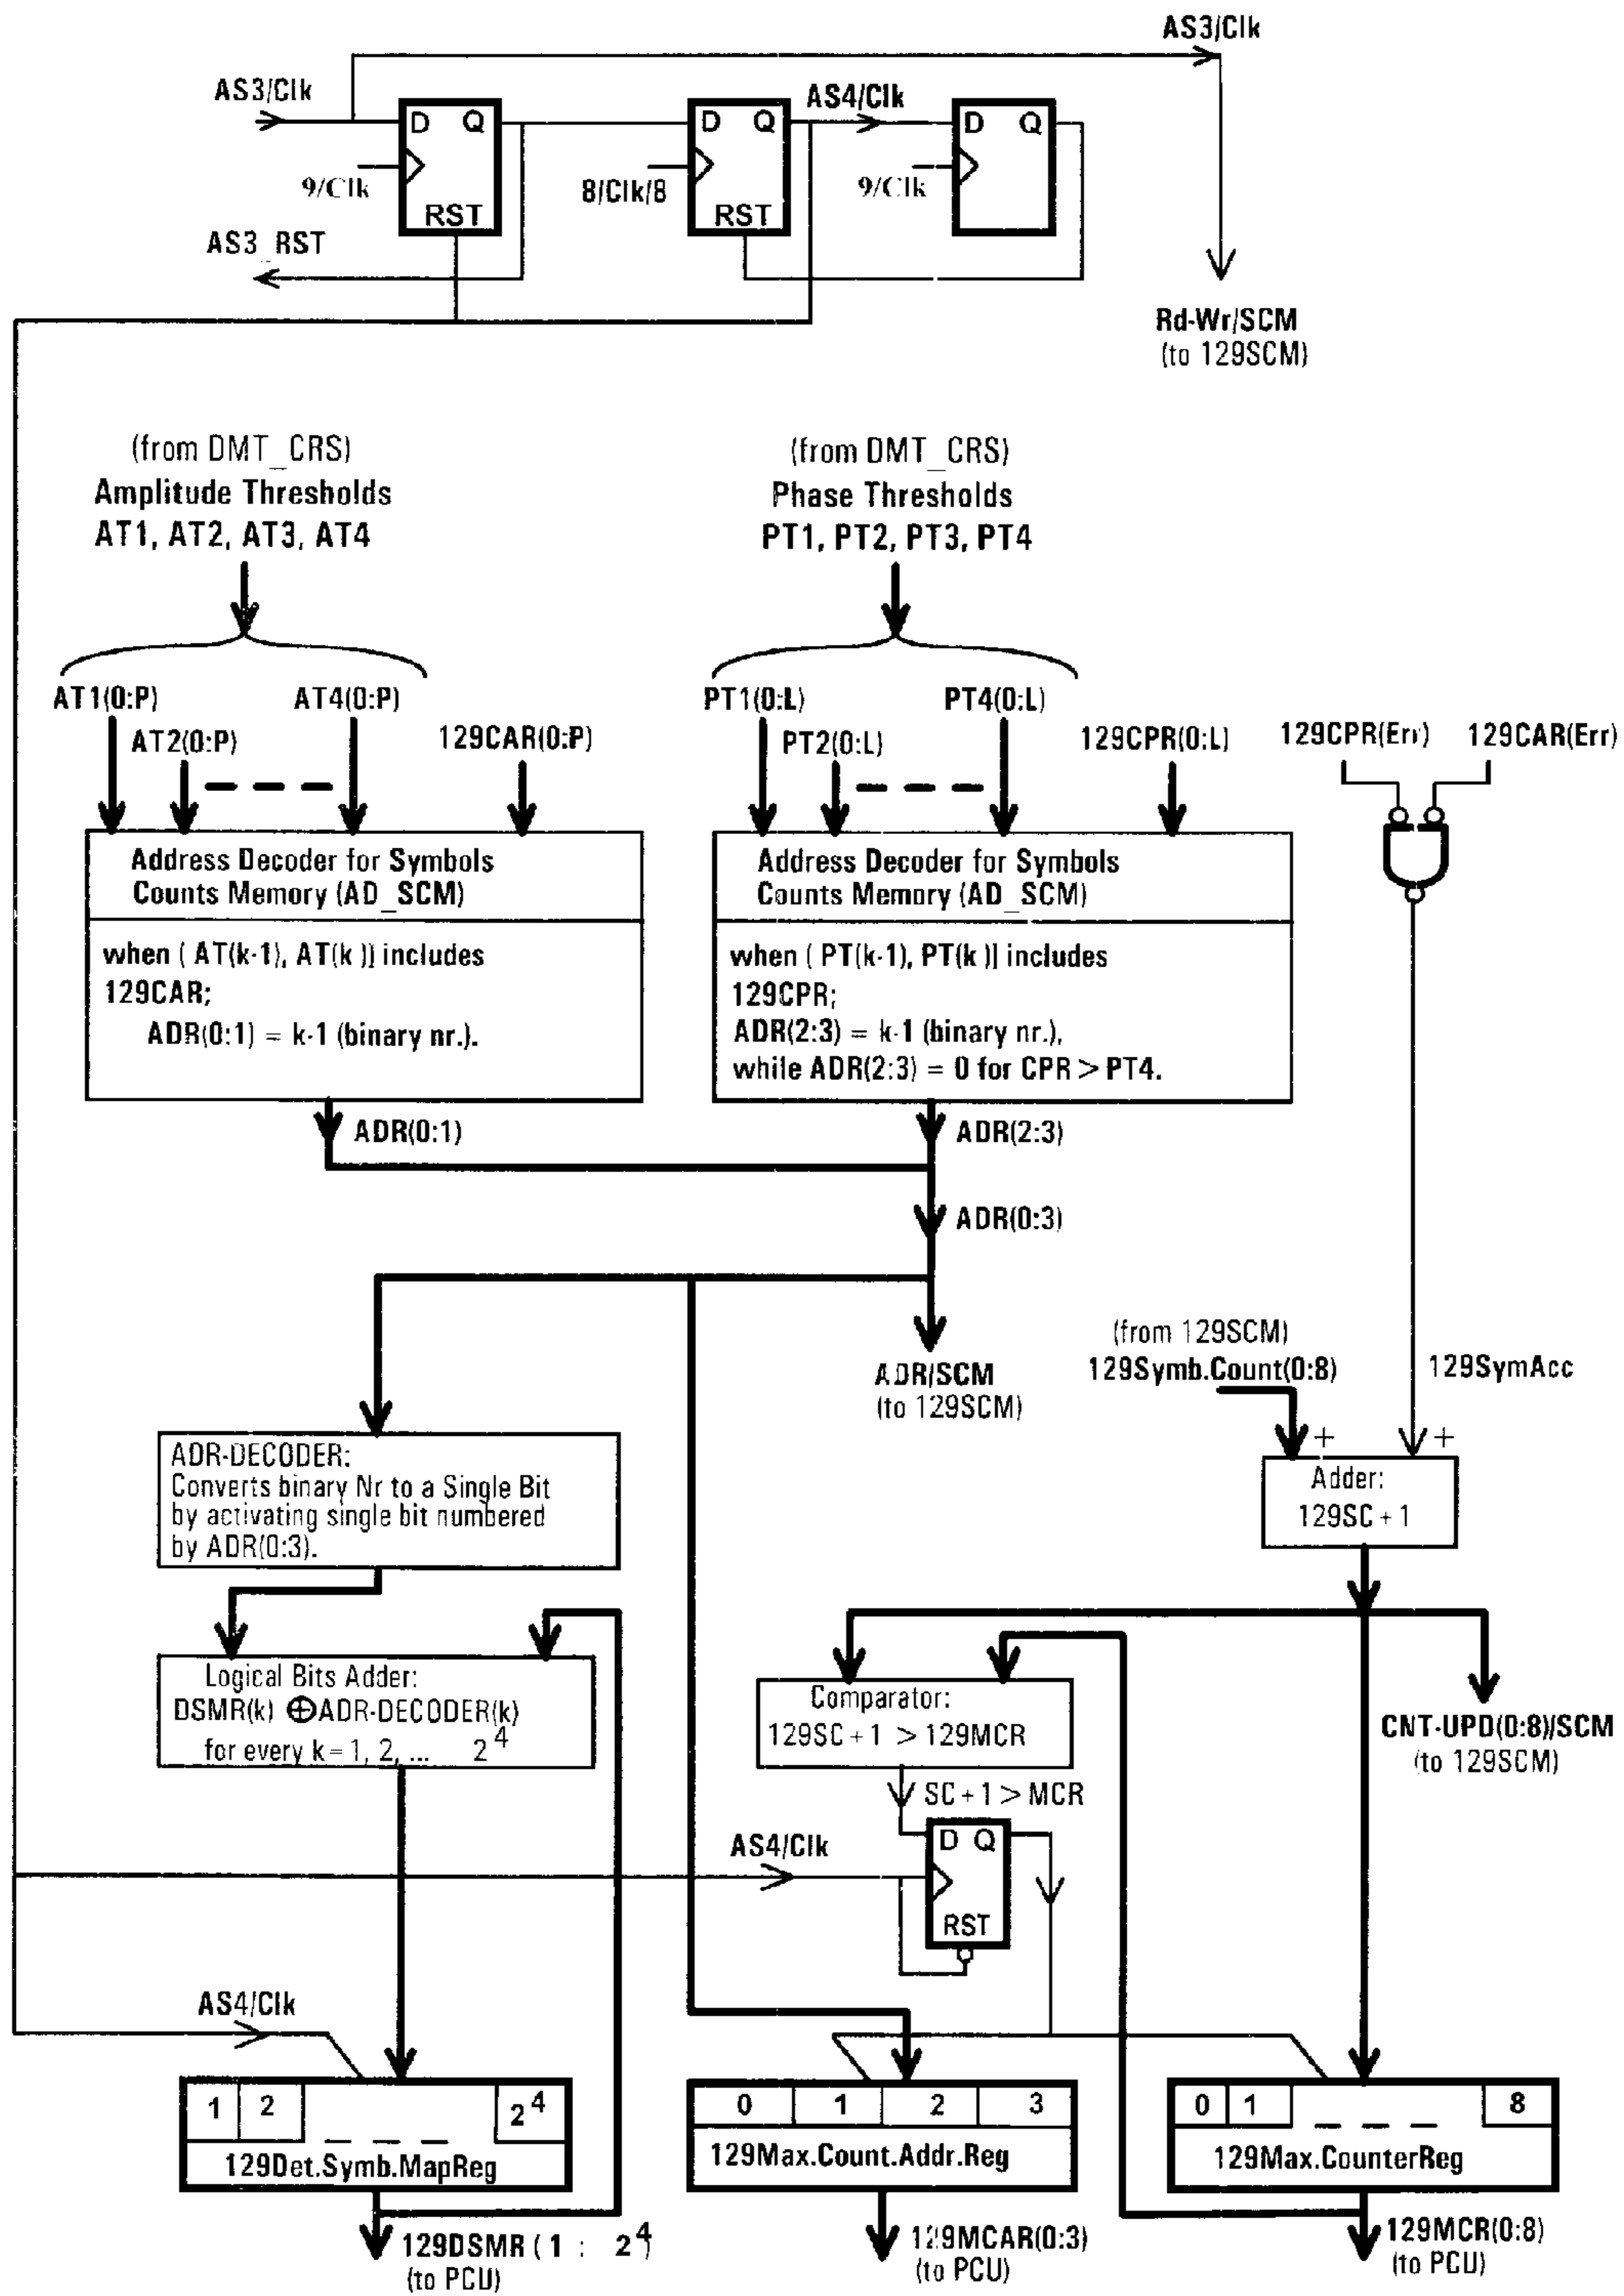 AS3/Clk
AS3/Clk
AS4/Clk
D Q
D Q
D Q
9/Clk
8/Clk/8
9/Clk
RST
RST
AS3_RST
Rd-Wr/SCM
(to 129SCM)
(from DMT_CRS)
Amplitude Thresholds
AT1, AT2, AT3, AT4
(from DMT_CRS)
Phase Thresholds
PT1, PT2, PT3, PT4
AT1(0:P)
AT4(0:P)
AT2(0:P)
129CAR(0:P)
PT1(0:L)
PT4(0:L)
PT2(0:L)
129CPR(0:L)
129CPR(Err)
129CAR(Err)
Address Decoder for Symbols
Counts Memory (AD_SCM)
when ( AT(k-1), AT(k )] includes
129CAR;
ADR(0:1) = k-1 (binary nr.).
Address Decoder for Symbols
Counts Memory (AD_SCM)
when ( PT(k-1), PT(k )] includes
129CPR;
ADR(2:3) = k-1 (binary nr.),
while ADR(2:3) = 0 for CPR > PT4.
ADR(0:1)
ADR(2:3)
ADR(0:3)
ADR/SCM
(to 129SCM)
(from 129SCM)
129Symb.Count(0:8)
129SymAcc
+
+
Adder:
129SC + 1
ADR-DECODER:
Converts binary Nr to a Single Bit
by activating single bit numbered
by ADR(0:3).
Logical Bits Adder:
DSMR(k) ⊕ADR-DECODER(k)
for every k = 1, 2, ... 2^4
Comparator:
129SC + 1 > 129MCR
CNT-UPD(0:8)/SCM
(to 129SCM)
SC + 1 > MCR
AS4/Clk
D Q
RST
AS4/Clk
1 2 2^4
129Det.Symb.MapReg
0 1 2 3
129Max.Count.Addr.Reg
0 1 8
129Max.CounterReg
129DSMR ( 1 : 2^4)
(to PCU)
129MCAR(0:3)
(to PCU)
129MCR(0:8)
(to PCU)